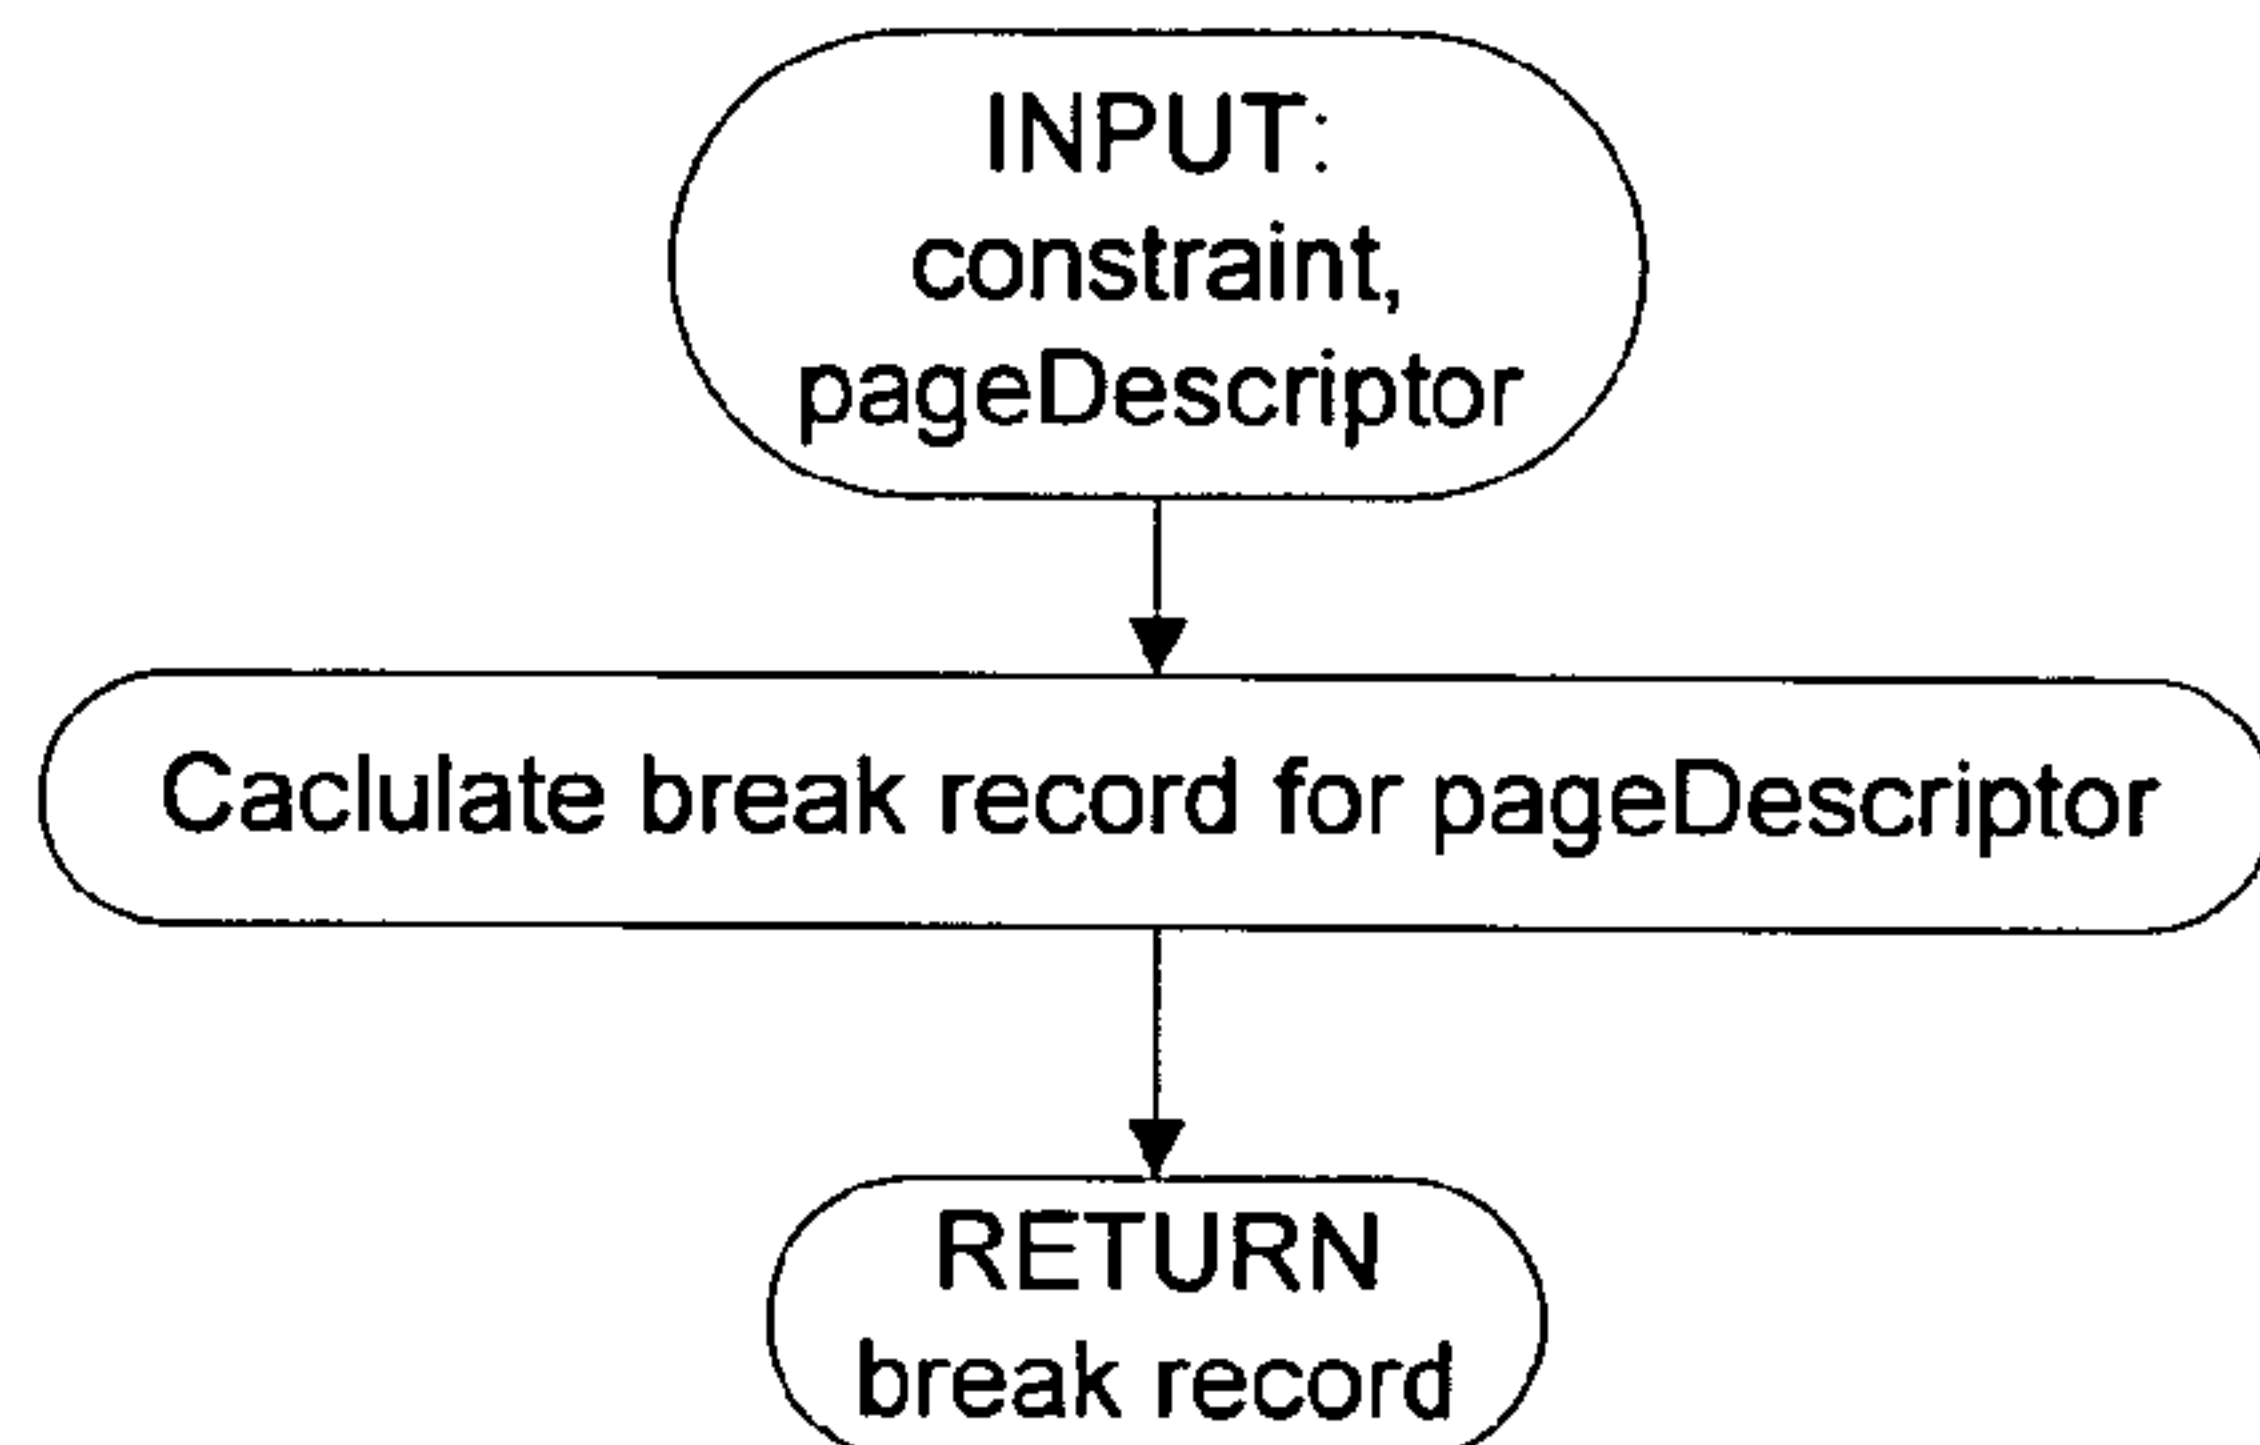 INPUT:
constraint,
pageDescriptor
Caclulate break record for pageDescriptor
RETURN
break record